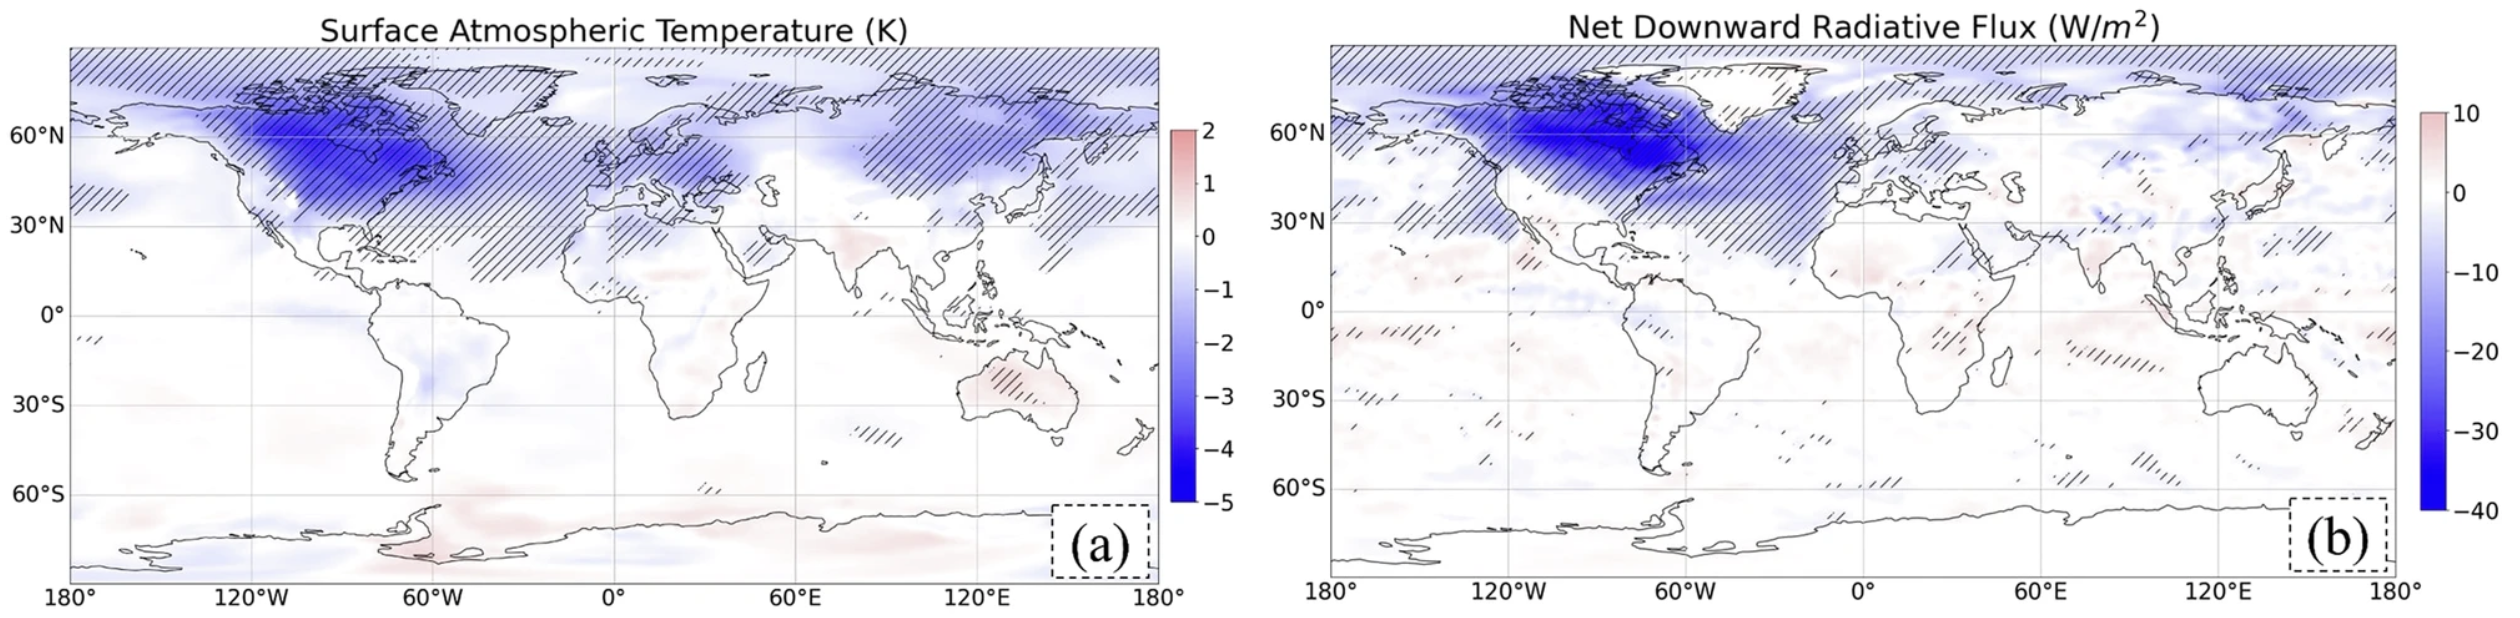 Surface Atmospheric Temperature (K)
60°N
30°N
0°
30°S
60°S
180°
120°W
60°W
0°
60°E
120°E
180°
2
1
0
−1
−2
−3
−4
−5
(a)
Net Downward Radiative Flux (W/m²)
60°N
30°N
0°
30°S
60°S
180°
120°W
60°W
0°
60°E
120°E
180°
10
0
−10
−20
−30
−40
(b)